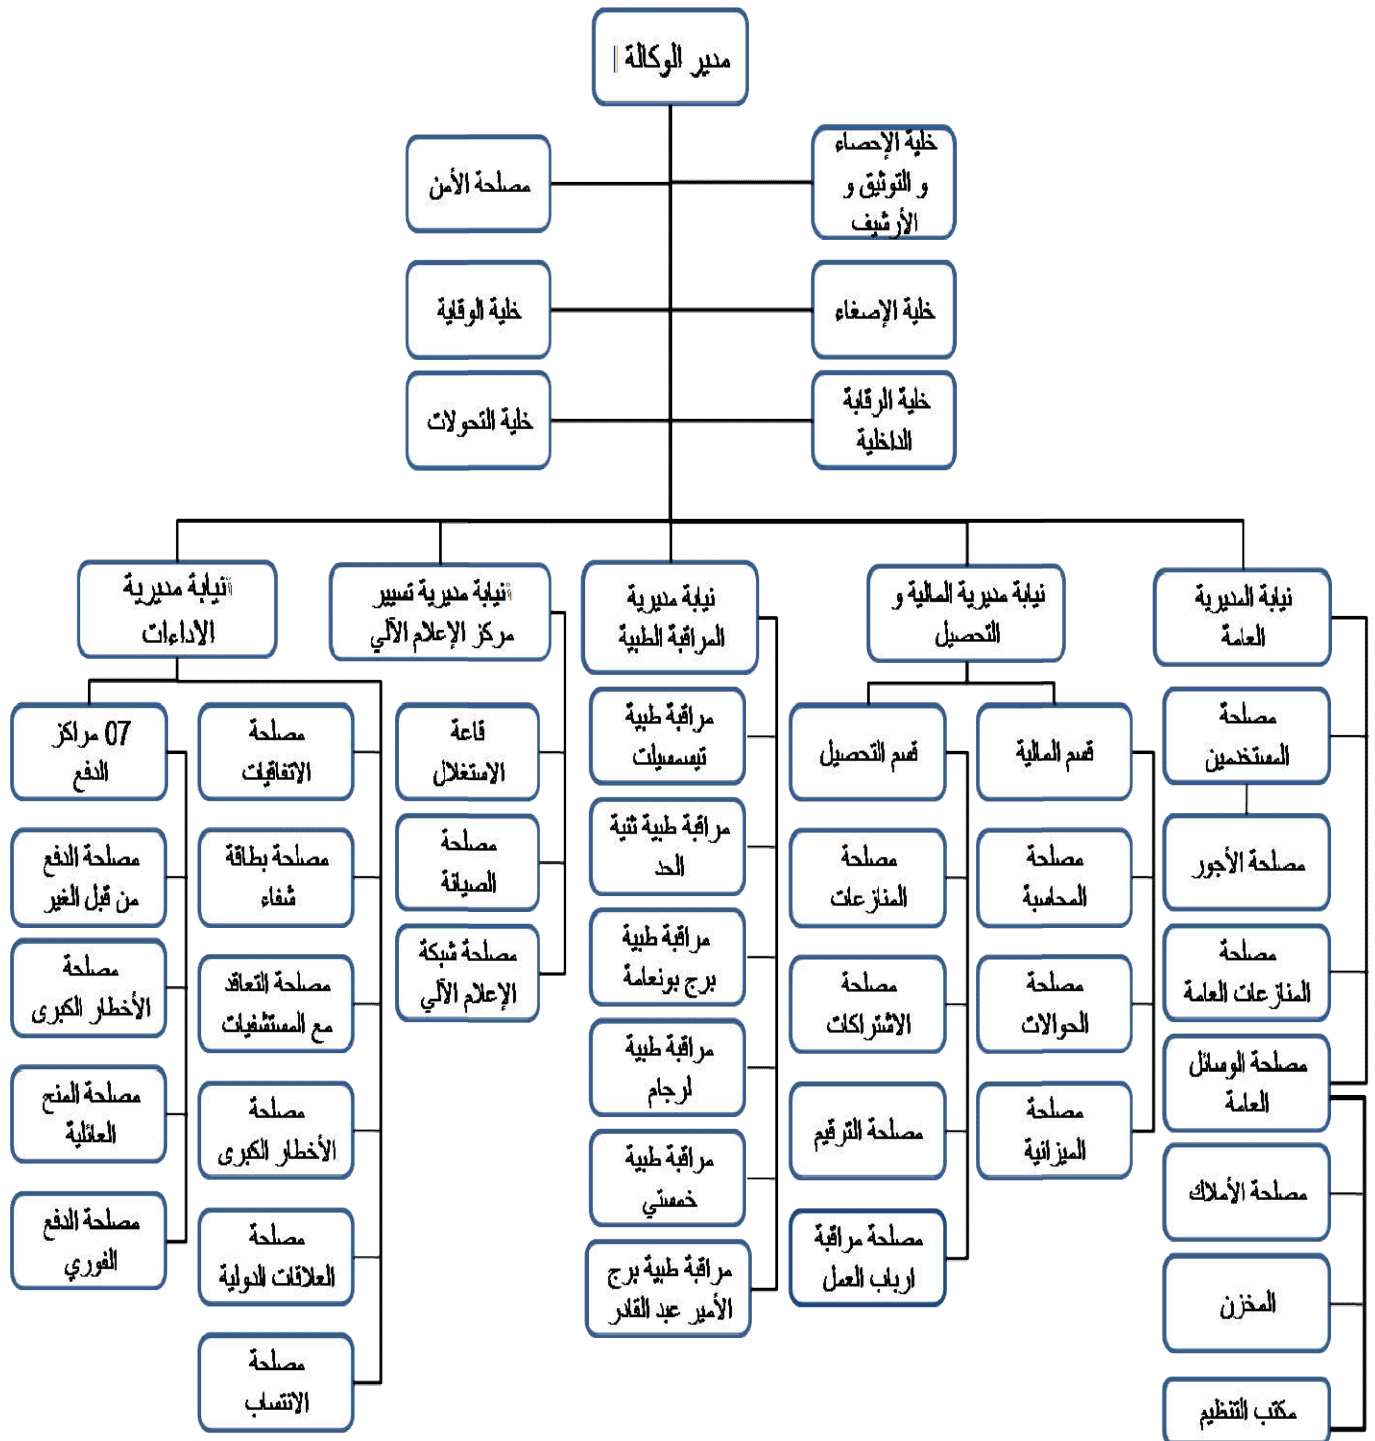 مدير الوكالة
خلية الإحصاء
و التوثيق و
الأرشيف
مصلحة الأمن
خلية الإصغاء
خلية الوقاية
خلية الرقابة
الداخلية
خلية التحولات
نيابة المديرية
العامة
مصلحة
المستخدمين
مصلحة الأجور
مصلحة
المنازعات العامة
مصلحة الوسائل
العامة
مصلحة الأملاك
المخزن
مكتب التنظيم
نيابة مديرية المالية و
التحصيل
قسم المالية
مصلحة
المحاسبة
مصلحة
الحوالات
مصلحة
الميزانية
قسم التحصيل
مصلحة
المنازعات
مصلحة
الاشتراكات
مصلحة الترقيم
مصلحة مراقبة
ارباب العمل
نيابة مديرية
المراقبة الطبية
مراقبة طبية
تيسمسيلت
مراقبة طبية ثنية
الحد
مراقبة طبية
برج بونعامة
مراقبة طبية
لرجام
مراقبة طبية
خمستي
مراقبة طبية برج
الأمير عبد القادر
نيابة مديرية تسيير
مركز الإعلام الآلي
قاعة
الاستغلال
مصلحة
الصيانة
مصلحة شبكة
الإعلام الآلي
نيابة مديرية
الاداءات
مصلحة
الاتفاقيات
مصلحة بطاقة
شفاء
مصلحة التعاقد
مع المستشفيات
مصلحة
الأخطار الكبرى
مصلحة
العلاقات الدولية
مصلحة
الانتساب
07 مراكز
الدفع
مصلحة الدفع
من قبل الغير
مصلحة
الأخطار الكبرى
مصلحة المنح
العائلية
مصلحة الدفع
الفوري